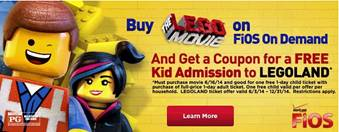 Buy THE LEGO MOVIE on
FiOS On Demand
And Get a Coupon for a FREE
Kid Admission to LEGOLAND*
*Must purchase movie 6/16/14 and good for one free 1-day child ticket with
purchase of full-price 1-day adult ticket. One free child valid per offer per
household. LEGOLAND ticket offer valid 6/3/14 - 12/31/14. Restrictions apply.
PG
Learn More
FiOS